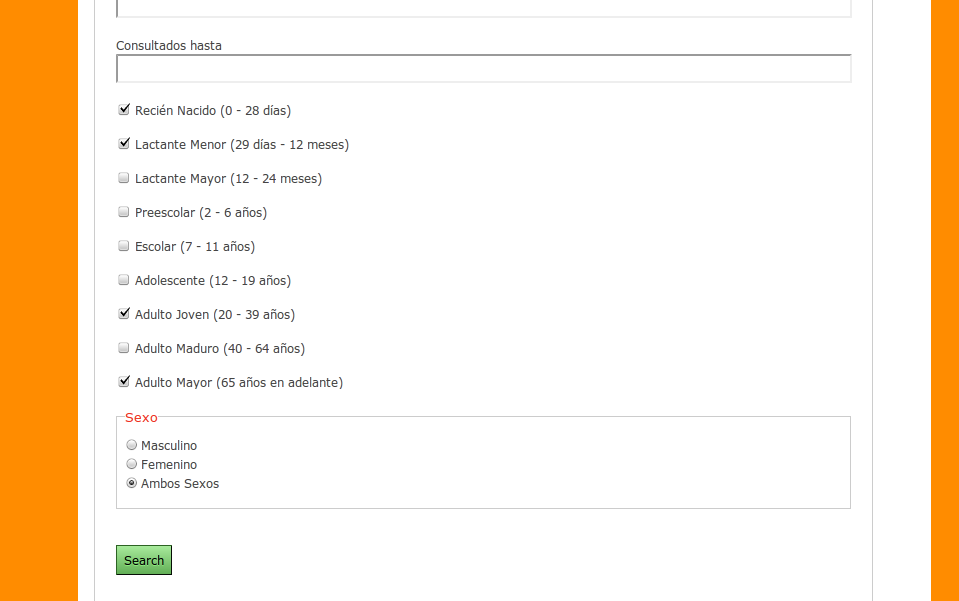 Consultados hasta
Recién Nacido (0 - 28 días)
Lactante Menor (29 días - 12 meses)
Lactante Mayor (12 - 24 meses)
Preescolar (2 - 6 años)
Escolar (7 - 11 años)
Adolescente (12 - 19 años)
Adulto Joven (20 - 39 años)
Adulto Maduro (40 - 64 años)
Adulto Mayor (65 años en adelante)
Sexo
Masculino
Femenino
Ambos Sexos
Search